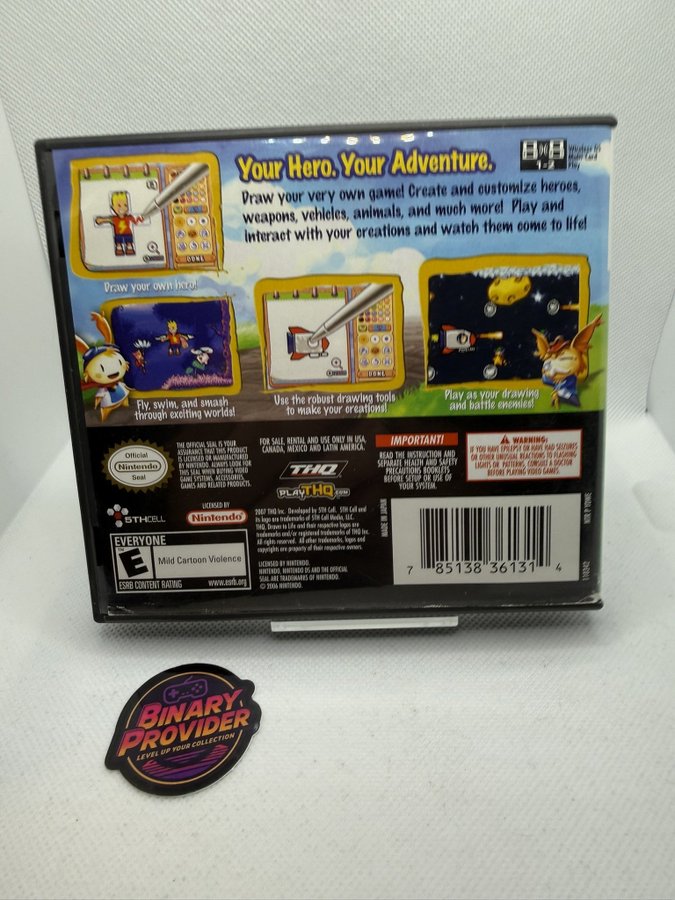 Your Hero. Your Adventure.
Draw your very own game! Create and customize heroes,
weapons, vehicles, animals, and much more! Play and
interact with your creations and watch them come to life!
1-2
Wireless DS
Multi-Card
Play
DONE
Draw your own hero!
DONE
Fly, swim, and smash
through exciting worlds!
Use the robust drawing tools
to make your creations!
Play as your drawing
and battle enemies!
Official
Nintendo
Seal
THE OFFICIAL SEAL IS YOUR
ASSURANCE THAT THIS PRODUCT
IS LICENSED OR MANUFACTURED
BY NINTENDO. ALWAYS LOOK FOR
THIS SEAL WHEN BUYING VIDEO
GAME SYSTEMS, ACCESSORIES,
GAMES AND RELATED PRODUCTS.
FOR SALE, RENTAL AND USE ONLY IN USA,
CANADA, MEXICO AND LATIN AMERICA.
THQ
PLAYTHQ.COM
IMPORTANT!
READ THE INSTRUCTION AND
SEPARATE HEALTH AND SAFETY
PRECAUTIONS BOOKLETS
BEFORE SETUP OR USE OF
YOUR SYSTEM.
WARNING:
IF YOU HAVE EPILEPSY OR HAVE HAD SEIZURES
OR OTHER UNUSUAL REACTIONS TO FLASHING
LIGHTS OR PATTERNS, CONSULT A DOCTOR
BEFORE PLAYING VIDEO GAMES.
5TH CELL
LICENSED BY
Nintendo
2007 THQ Inc. Developed by 5TH Cell. 5TH Cell and
its logo are trademarks of 5TH Cell Media, LLC.
THQ, Drawn to Life and their respective logos are
trademarks and/or registered trademarks of THQ Inc.
All rights reserved. All other trademarks, logos and
copyrights are property of their respective owners.
LICENSED BY NINTENDO.
NINTENDO, NINTENDO DS AND THE OFFICIAL
SEAL ARE TRADEMARKS OF NINTENDO.
© 2006 NINTENDO.
EVERYONE
E
Mild Cartoon Violence
ESRB CONTENT RATING
www.esrb.org
MADE IN JAPAN
7 85138 36131 4
110342
BINARY
PROVIDER
LEVEL UP YOUR COLLECTION